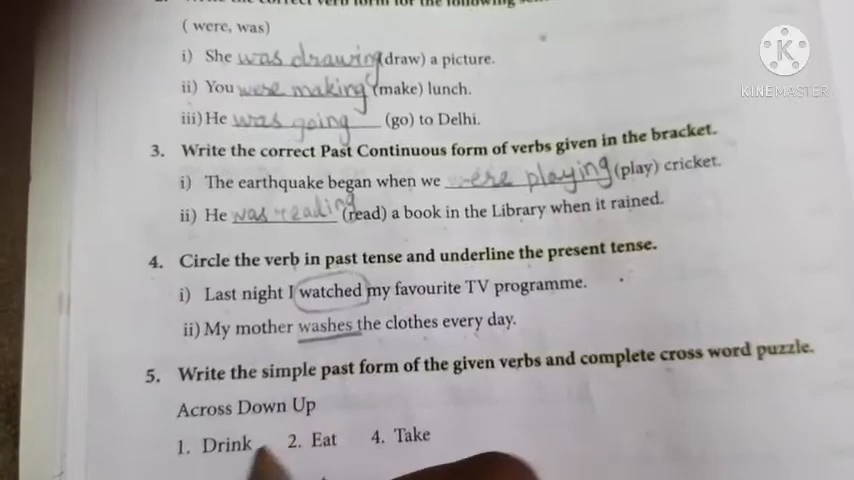 ( were, was)
i) She was drawing (draw) a picture.
ii) You were making (make) lunch.
iii) He was going (go) to Delhi.
3. Write the correct Past Continuous form of verbs given in the bracket.
i) The earthquake began when we were playing (play) cricket.
ii) He was reading (read) a book in the Library when it rained.
4. Circle the verb in past tense and underline the present tense.
i) Last night I watched my favourite TV programme.
ii) My mother washes the clothes every day.
5. Write the simple past form of the given verbs and complete cross word puzzle.
Across Down Up
1. Drink 2. Eat 4. Take
KINEMASTER